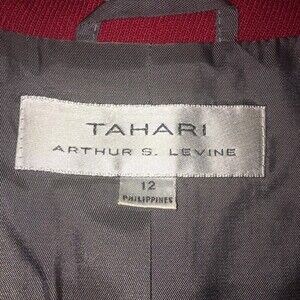 TAHARI
ARTHUR S. LEVINE
12
PHILIPPINES